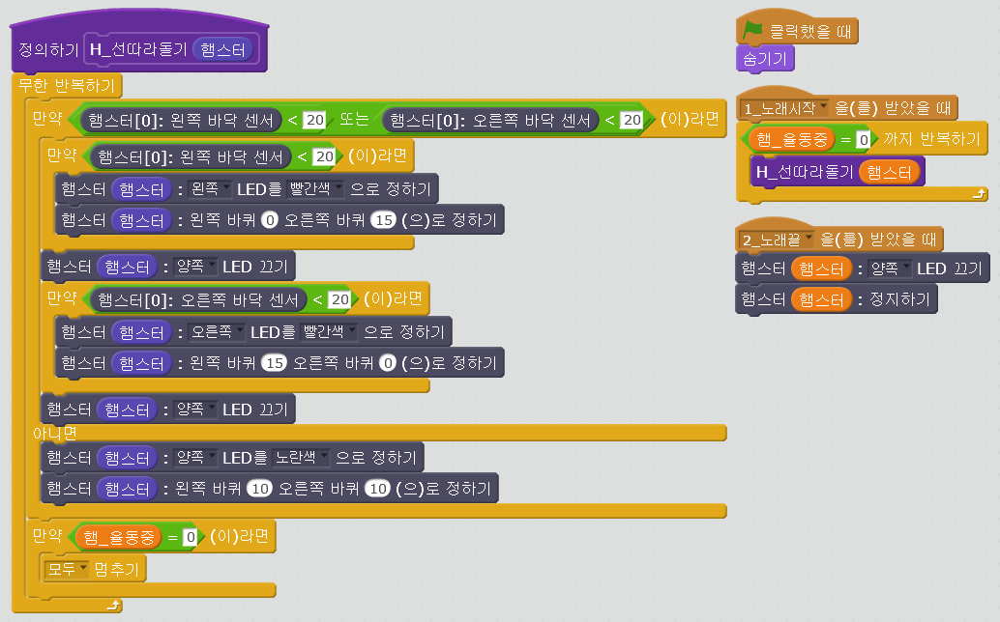 정의하기 H_선따라돌기 햄스터
무한 반복하기
만약 햄스터[0]: 왼쪽 바닥 센서 < 20 또는 햄스터[0]: 오른쪽 바닥 센서 < 20 (이)라면
만약 햄스터[0]: 왼쪽 바닥 센서 < 20 (이)라면
햄스터 햄스터 : 왼쪽 LED를 빨간색 으로 정하기
햄스터 햄스터 : 왼쪽 바퀴 0 오른쪽 바퀴 15 (으)로 정하기
햄스터 햄스터 : 양쪽 LED 끄기
만약 햄스터[0]: 오른쪽 바닥 센서 < 20 (이)라면
햄스터 햄스터 : 오른쪽 LED를 빨간색 으로 정하기
햄스터 햄스터 : 왼쪽 바퀴 15 오른쪽 바퀴 0 (으)로 정하기
햄스터 햄스터 : 양쪽 LED 끄기
아니면
햄스터 햄스터 : 양쪽 LED를 노란색 으로 정하기
햄스터 햄스터 : 왼쪽 바퀴 10 오른쪽 바퀴 10 (으)로 정하기
만약 햄_율동중 = 0 (이)라면
모두 멈추기
클릭했을 때
숨기기
1_노래시작 을(를) 받았을 때
햄_율동중 = 0 까지 반복하기
H_선따라돌기 햄스터
2_노래끝 을(를) 받았을 때
햄스터 햄스터 : 양쪽 LED 끄기
햄스터 햄스터 : 정지하기